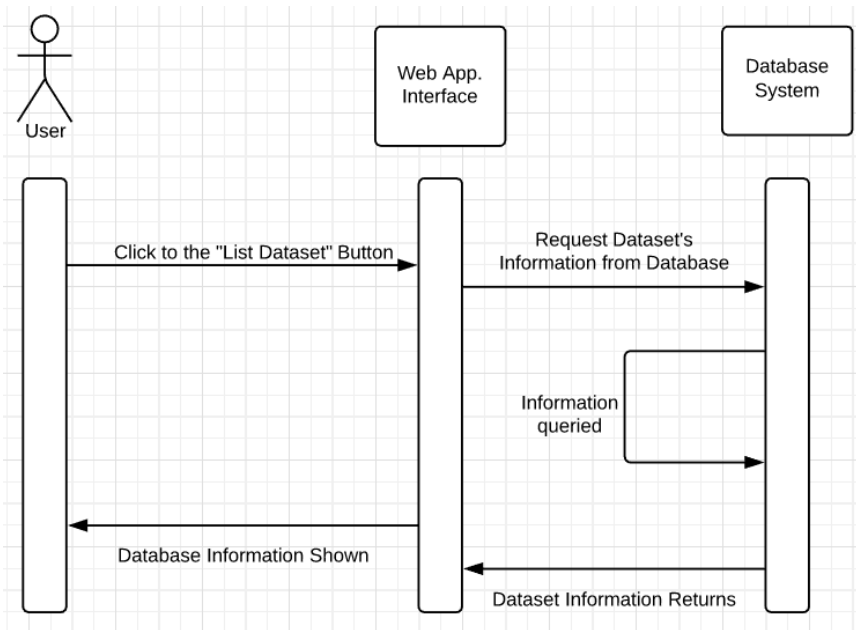 User
Web App.
Interface
Database
System
Click to the "List Dataset" Button
Request Dataset's
Information from Database
Information
queried
Database Information Shown
Dataset Information Returns